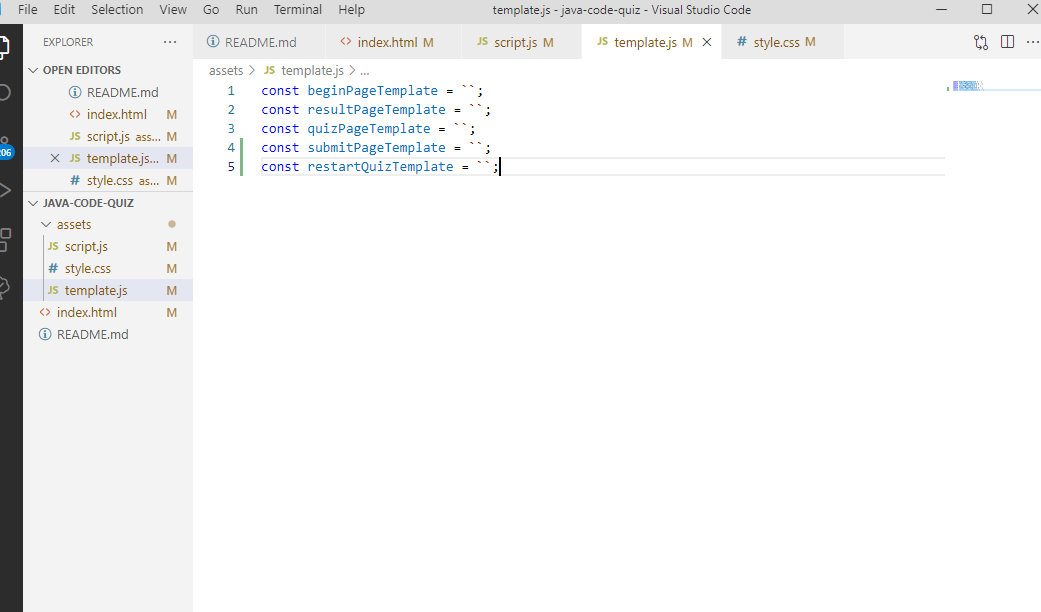 File Edit Selection View Go Run Terminal Help template.js - java-code-quiz - Visual Studio Code
EXPLORER ...
README.md
index.html M
JS script.js M
JS template.js M
# style.css M
OPEN EDITORS
README.md
index.html M
JS script.js ass... M
JS template.js... M
# style.css as... M
JAVA-CODE-QUIZ
assets
JS script.js M
# style.css M
JS template.js M
index.html M
README.md
206
assets > JS template.js > ...
1 const beginPageTemplate = ``;
2 const resultPageTemplate = ``;
3 const quizPageTemplate = ``;
4 const submitPageTemplate = ``;
5 const restartQuizTemplate = ``;